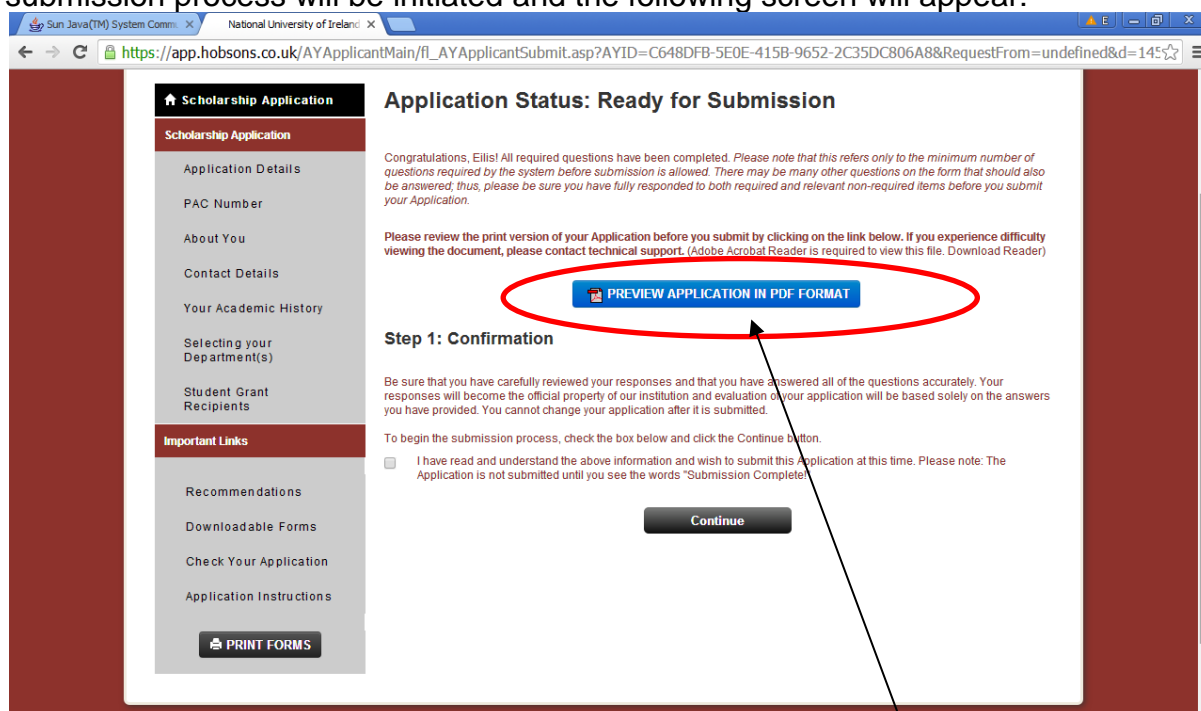 submission process will be initiated and the following screen will appear.
Sun Java(TM) System Comm
National University of Ireland
E
https://app.hobsons.co.uk/AYApplicantMain/fl_AYApplicantSubmit.asp?AYID=C648DFB-5E0E-415B-9652-2C35DC806A8&RequestFrom=undefined&d=145
Scholarship Application
Scholarship Application
Application Details
PAC Number
About You
Contact Details
Your Academic History
Selecting your
Department(s)
Student Grant
Recipients
Important Links
Recommendations
Downloadable Forms
Check Your Application
Application Instructions
PRINT FORMS
Application Status: Ready for Submission
Congratulations, Eilis! All required questions have been completed. Please note that this refers only to the minimum number of
questions required by the system before submission is allowed. There may be many other questions on the form that should also
be answered; thus, please be sure you have fully responded to both required and relevant non-required items before you submit
your Application.
Please review the print version of your Application before you submit by clicking on the link below. If you experience difficulty
viewing the document, please contact technical support. (Adobe Acrobat Reader is required to view this file. Download Reader)
PREVIEW APPLICATION IN PDF FORMAT
Step 1: Confirmation
Be sure that you have carefully reviewed your responses and that you have answered all of the questions accurately. Your
responses will become the official property of our institution and evaluation of your application will be based solely on the answers
you have provided. You cannot change your application after it is submitted.
To begin the submission process, check the box below and click the Continue button.
I have read and understand the above information and wish to submit this Application at this time. Please note: The
Application is not submitted until you see the words "Submission Complete!"
Continue